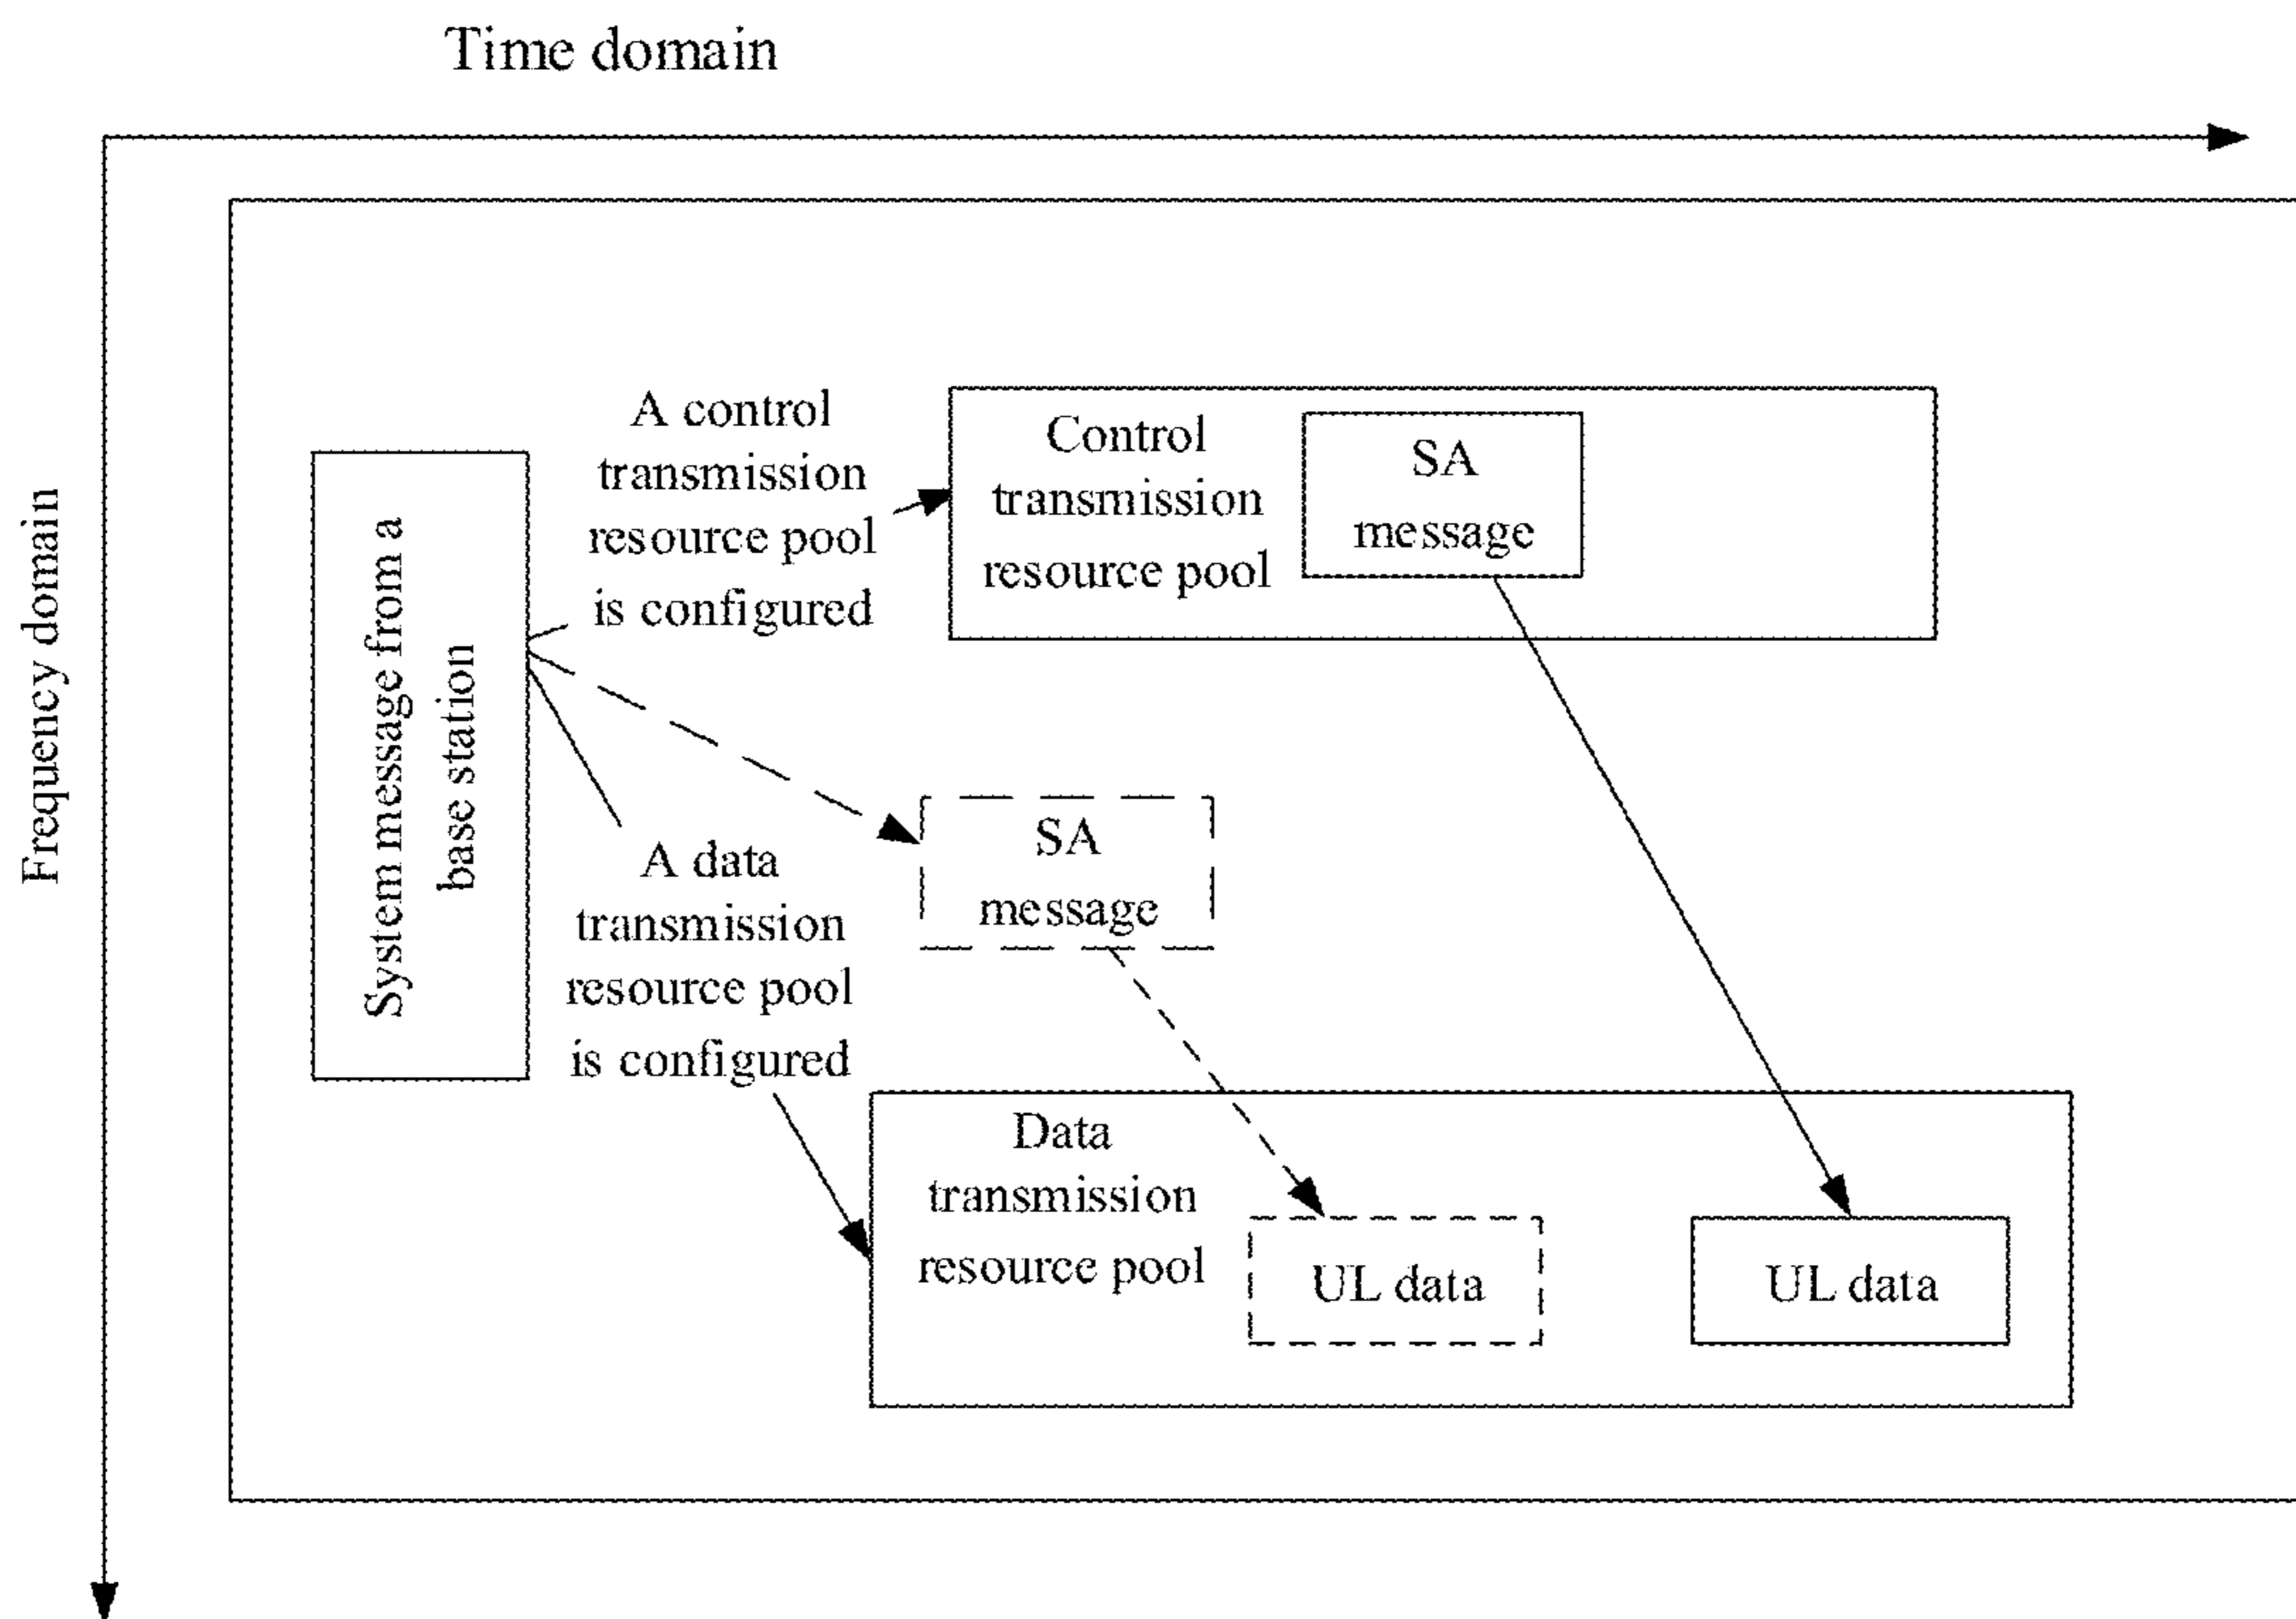 Time domain
Frequency domain
System message from a
base station
A control
transmission
resource pool
is configured
Control
transmission
resource pool
SA
message
SA
message
A data
transmission
resource pool
is configured
Data
transmission
resource pool
UL data
UL data